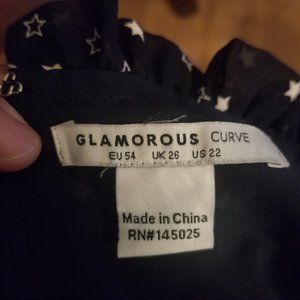 GLAMOROUS CURVE
EU 54 UK 26 US 22
Made in China
RN#145025